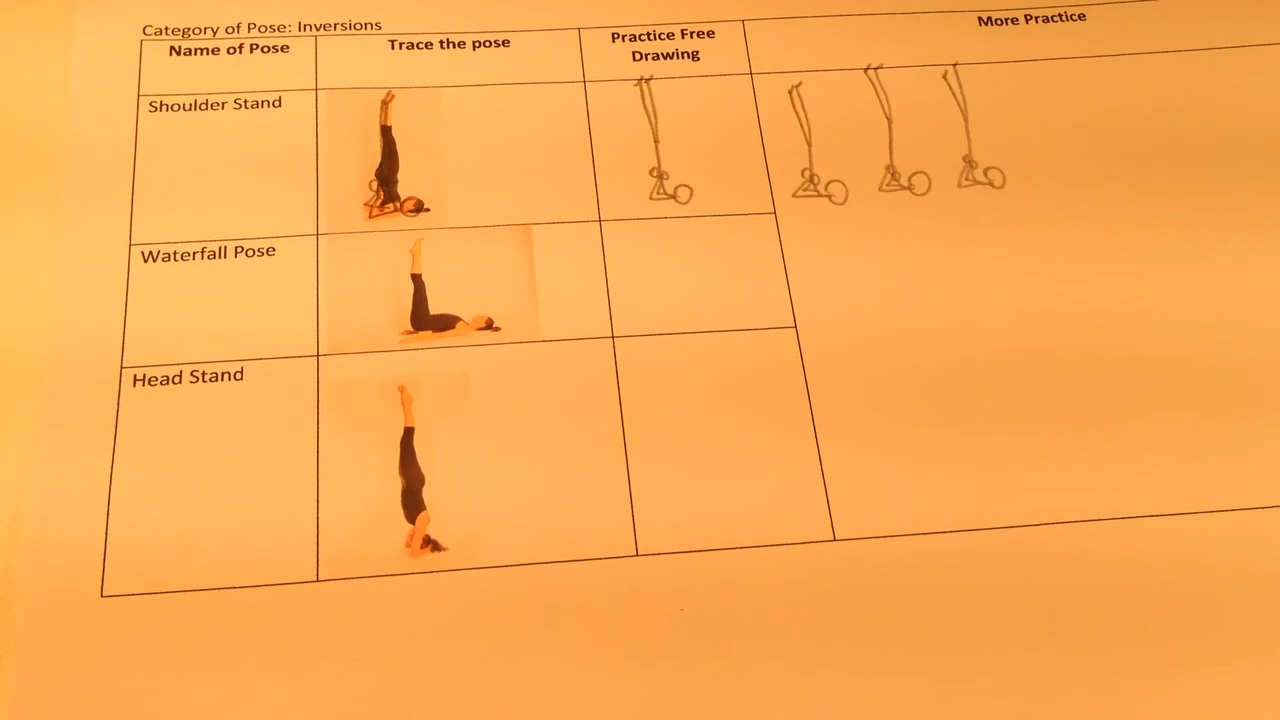 Category of Pose: Inversions
Name of Pose
Trace the pose
Practice Free
Drawing
More Practice
Shoulder Stand
Waterfall Pose
Head Stand